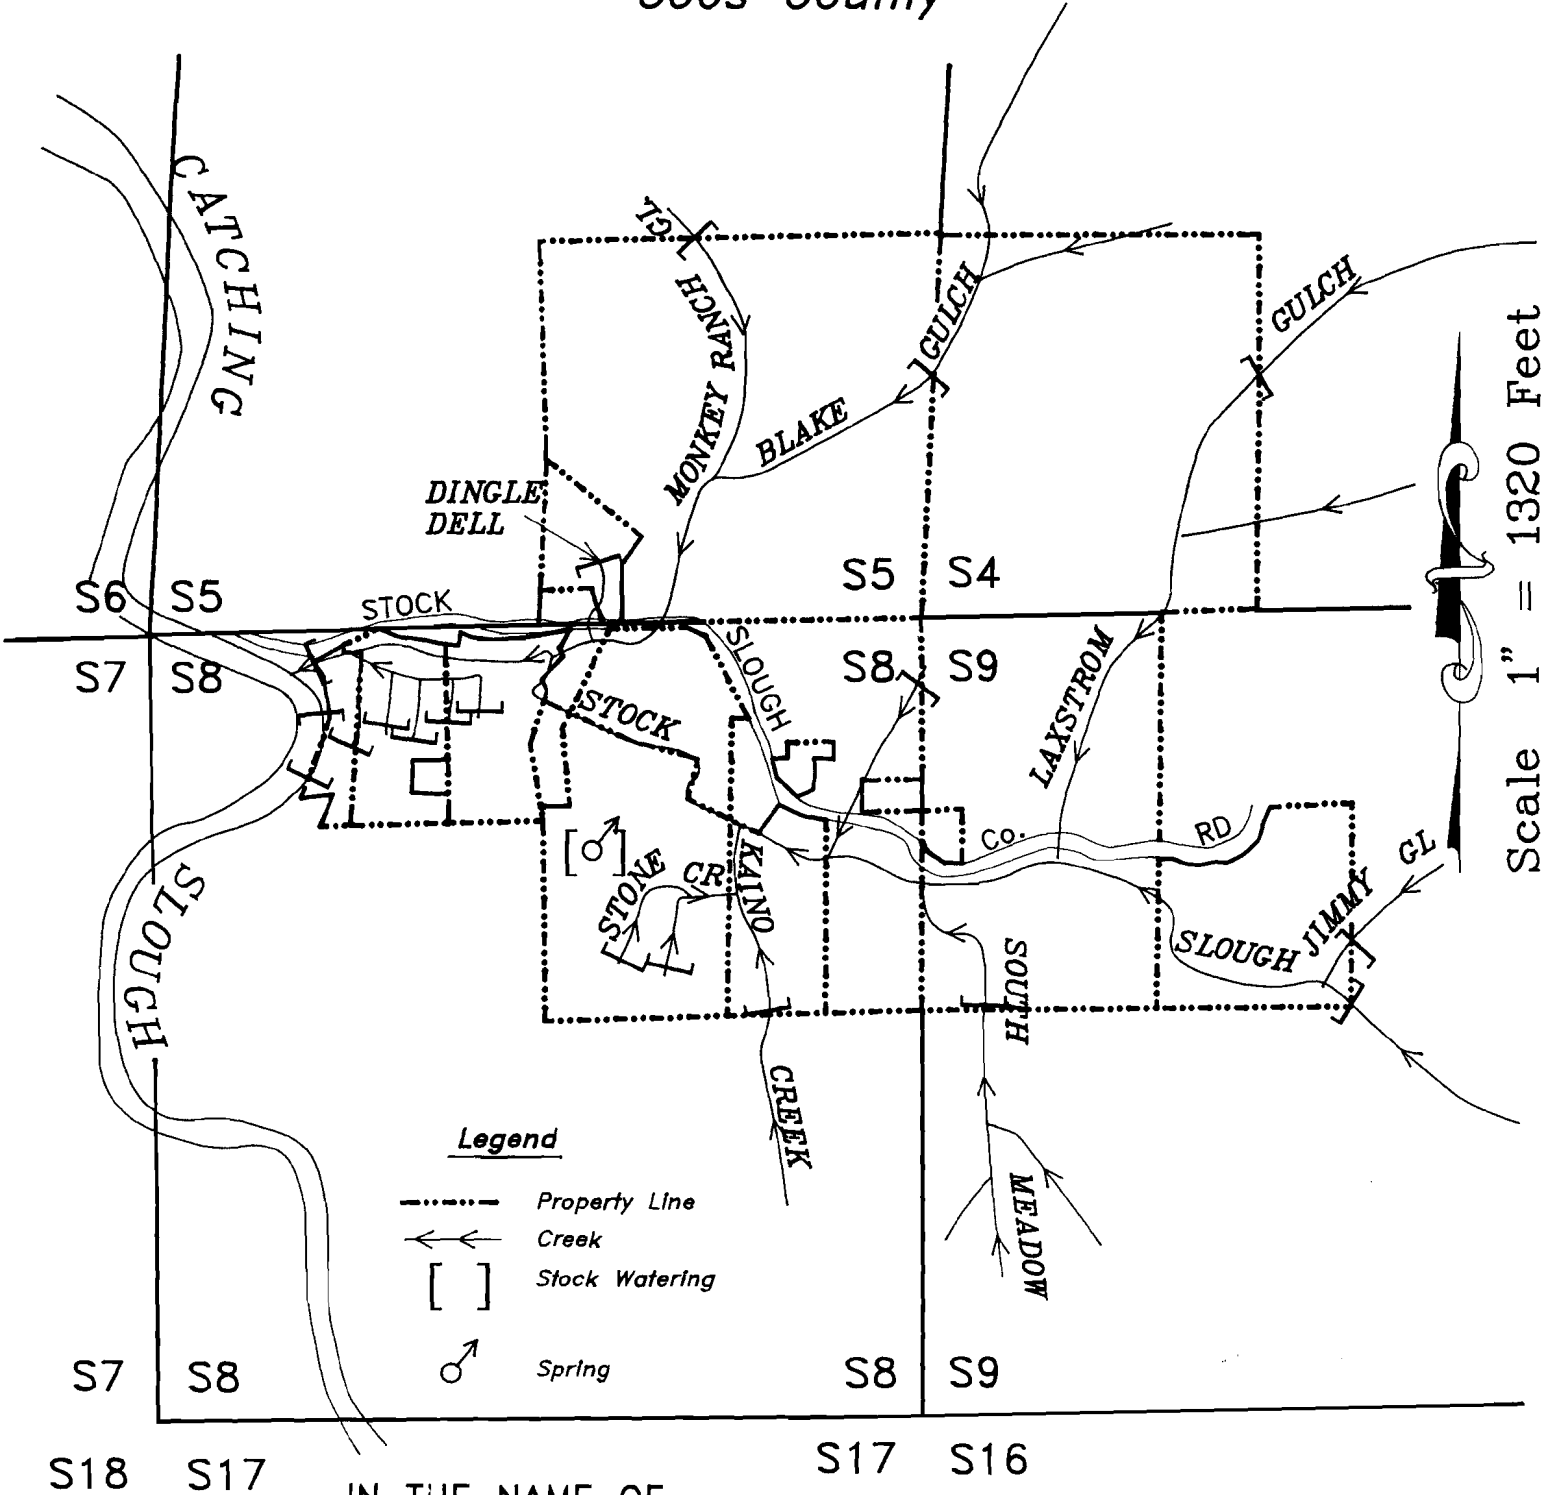 Coos County
CATCHING
GL
MONKEY RANCH
GULCH
BLAKE
GULCH
DINGLE
DELL
S6
S5
S5
S4
STOCK
S7
S8
S8
S9
SLOUGH
STOCK
LAXSTROM
Co.
RD
GL
JIMMY
SLOUGH
STONE
CR
KAINO
SOUTH
SLOUGH
CREEK
MEADOW
Scale 1" = 1320 Feet
Legend
Property Line
Creek
[ ] Stock Watering
Spring
S7
S8
S8
S9
S18
S17
S17
S16
IN THE NAME OF